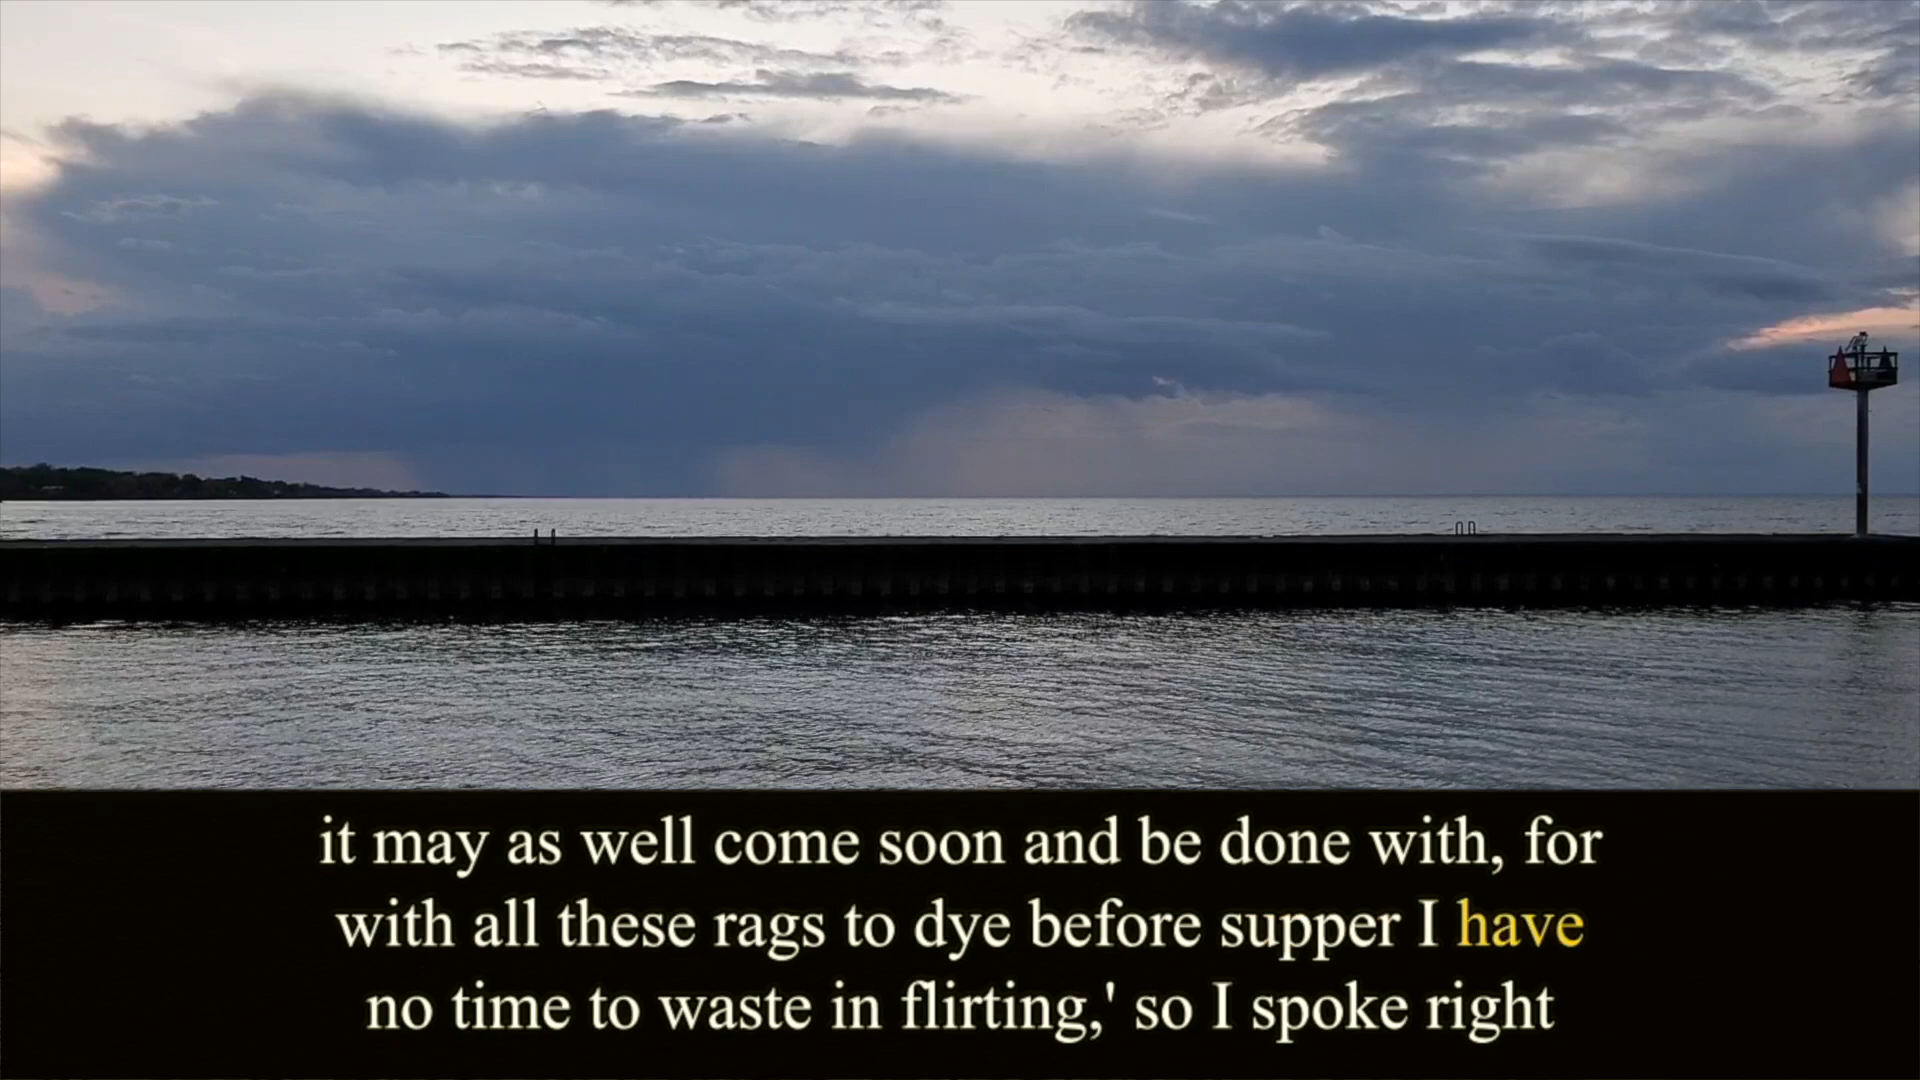 it may as well come soon and be done with, for
with all these rags to dye before supper I have
no time to waste in flirting,' so I spoke right